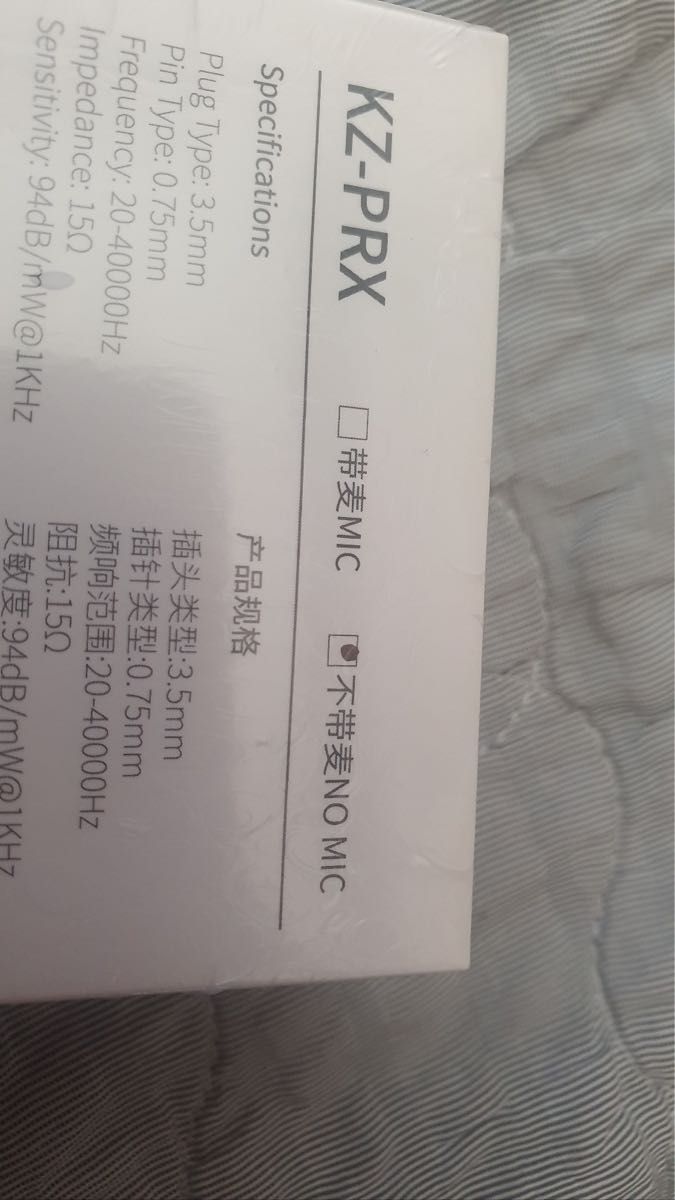 KZ-PRX
带麦MIC
不带麦NO MIC
Specifications
Plug Type: 3.5mm
Pin Type: 0.75mm
Frequency: 20-40000Hz
Impedance: 15Ω
Sensitivity: 94dB/mW@1KHz
产品规格
插头类型:3.5mm
插针类型:0.75mm
频响范围:20-40000Hz
阻抗:15Ω
灵敏度:94dB/mW@1KHz